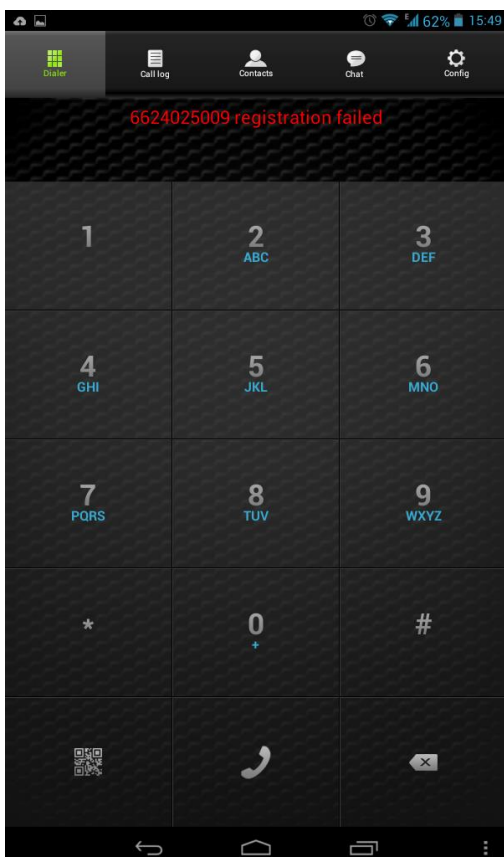 E 62% 15:49
Dialer Call log Contacts Chat Config
6624025009 registration failed
1 2 3
ABC DEF
4 5 6
GHI JKL MNO
7 8 9
PQRS TUV WXYZ
* 0 #
+